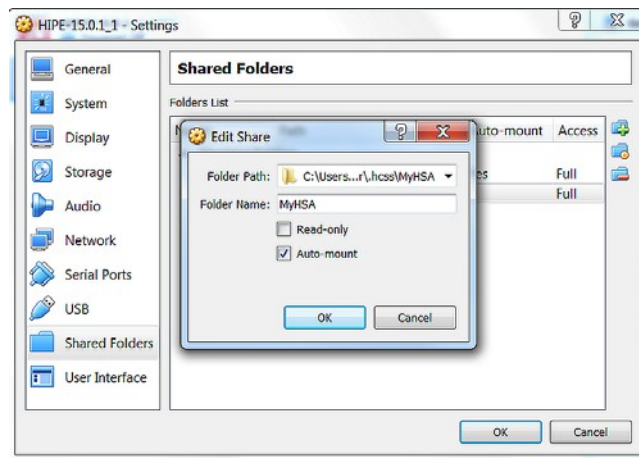 HIPE-15.0.1_1 - Settings
General
System
Display
Storage
Audio
Network
Serial Ports
USB
Shared Folders
User Interface
Shared Folders
Folders List
Auto-mount Access
Full
Full
Edit Share
Folder Path: C:\Users...r\.hcss\MyHSA
Folder Name: MyHSA
Read-only
Auto-mount
OK Cancel
OK Cancel